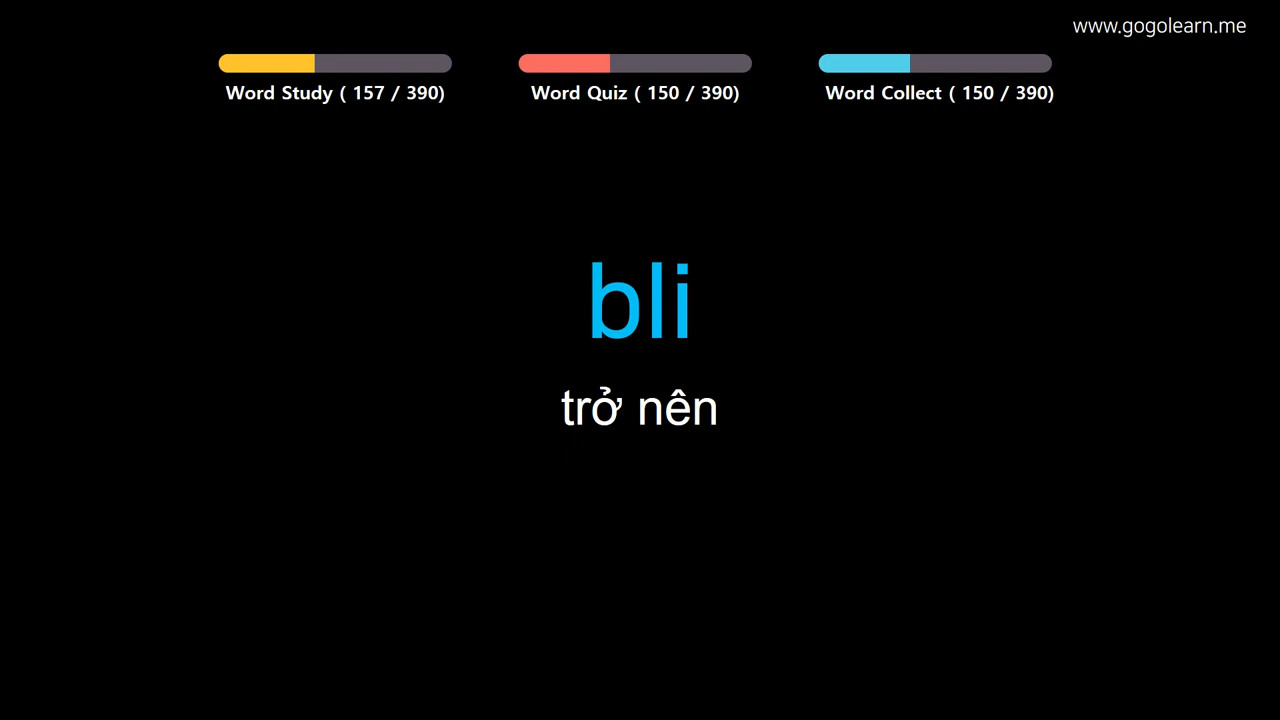 www.gogolearn.me
Word Study ( 157 / 390)
Word Quiz ( 150 / 390)
Word Collect ( 150 / 390)
bli
trở nên